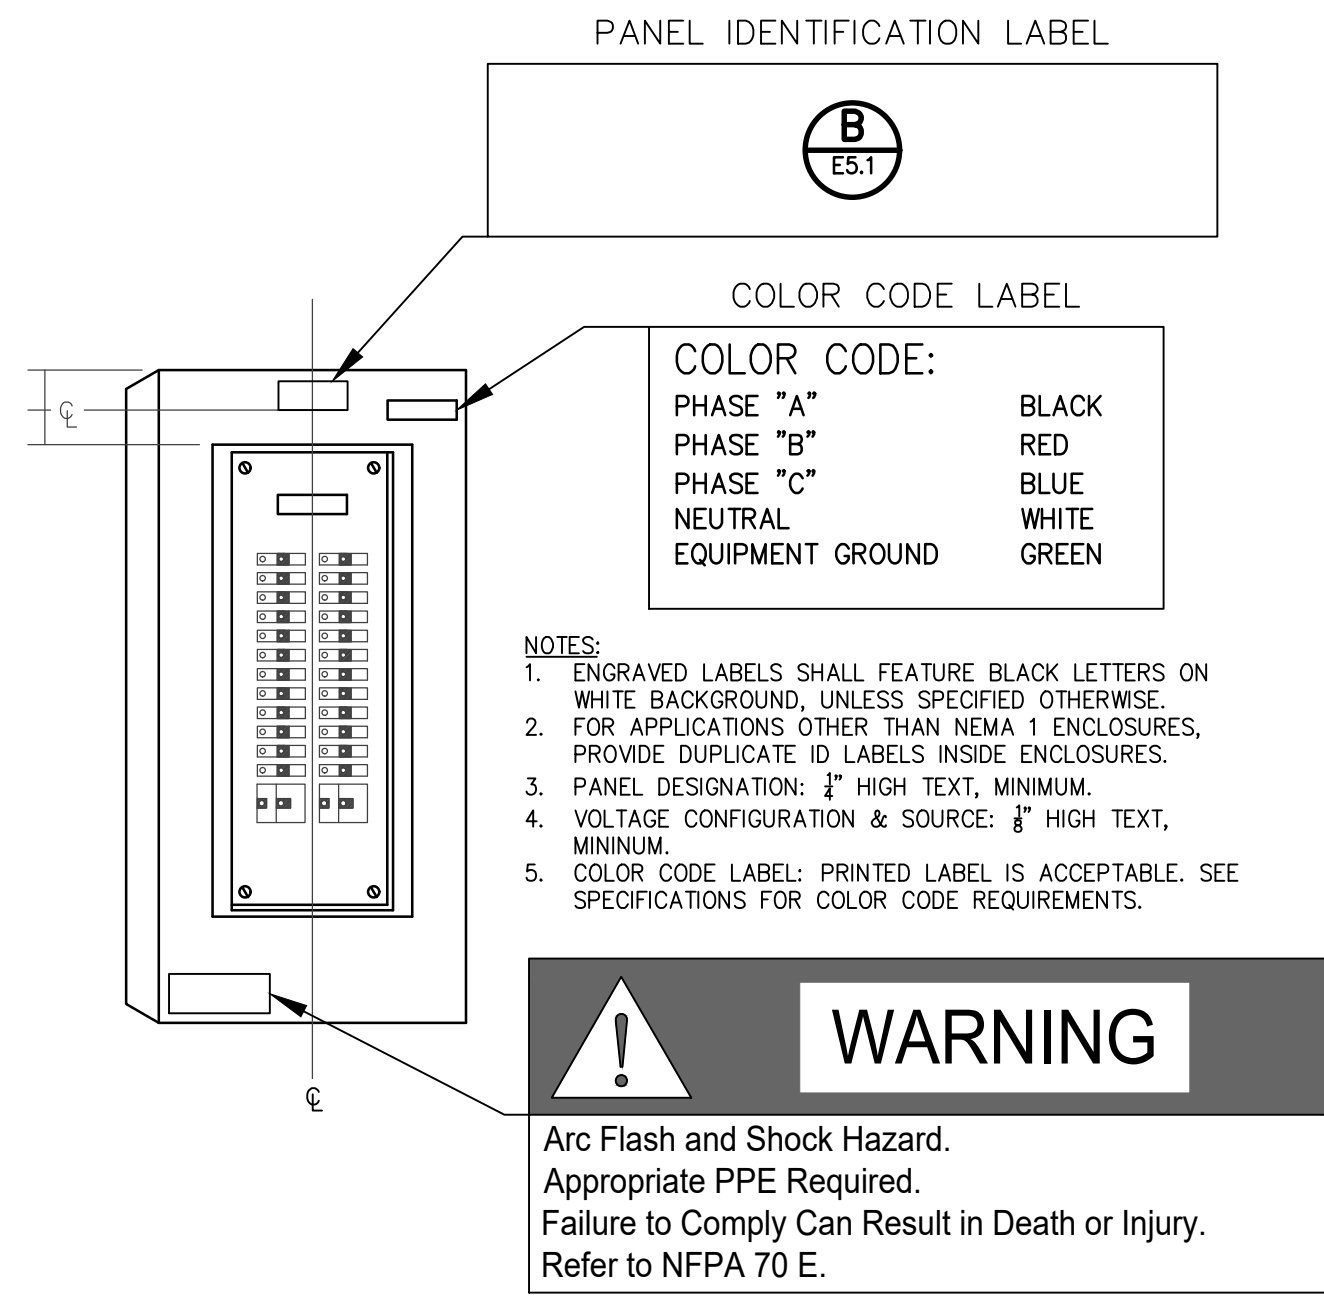 PANEL IDENTIFICATION LABEL
B
E5.1
COLOR CODE LABEL
COLOR CODE:
PHASE "A" BLACK
PHASE "B" RED
PHASE "C" BLUE
NEUTRAL WHITE
EQUIPMENT GROUND GREEN
℄
NOTES:
1. ENGRAVED LABELS SHALL FEATURE BLACK LETTERS ON
WHITE BACKGROUND, UNLESS SPECIFIED OTHERWISE.
2. FOR APPLICATIONS OTHER THAN NEMA 1 ENCLOSURES,
PROVIDE DUPLICATE ID LABELS INSIDE ENCLOSURES.
3. PANEL DESIGNATION: 1/4" HIGH TEXT, MINIMUM.
4. VOLTAGE CONFIGURATION & SOURCE: 1/8" HIGH TEXT,
MININUM.
5. COLOR CODE LABEL: PRINTED LABEL IS ACCEPTABLE. SEE
SPECIFICATIONS FOR COLOR CODE REQUIREMENTS.
℄
! WARNING
Arc Flash and Shock Hazard.
Appropriate PPE Required.
Failure to Comply Can Result in Death or Injury.
Refer to NFPA 70 E.